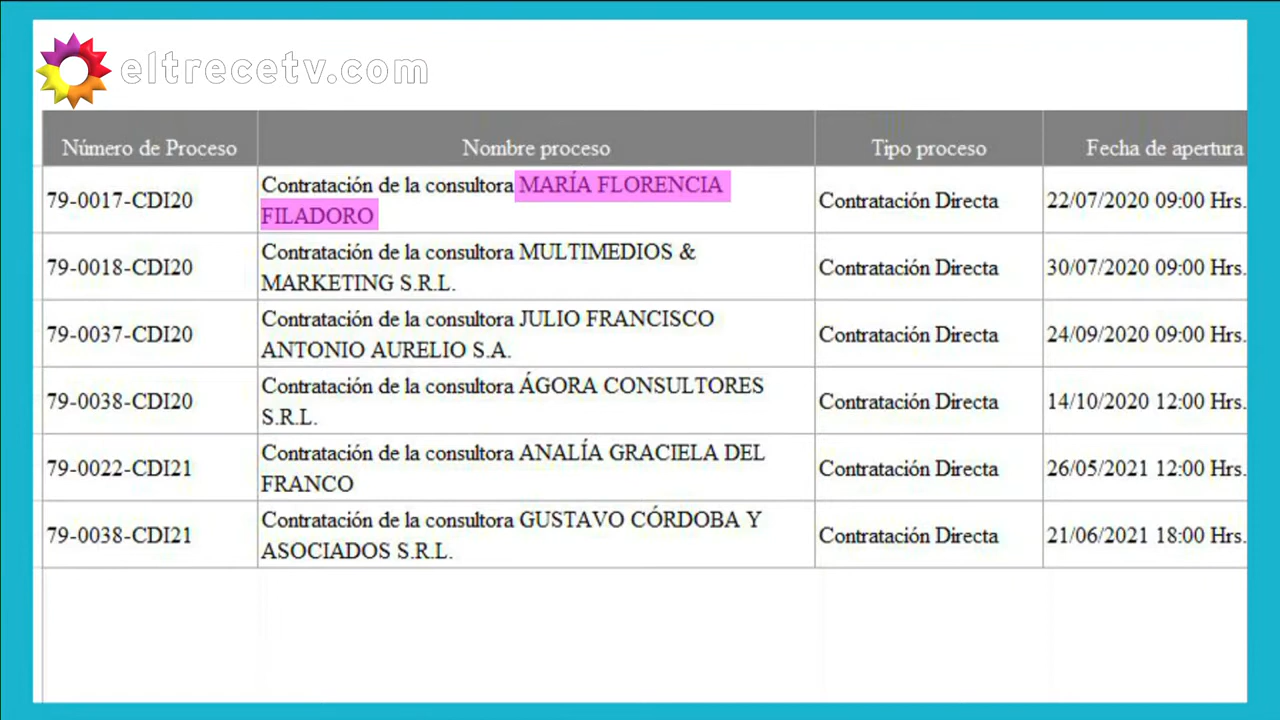 eltrecetv.com
Número de Proceso Nombre proceso Tipo proceso Fecha de apertura
79-0017-CDI20 Contratación de la consultora MARÍA FLORENCIA Contratación Directa 22/07/2020 09:00 Hrs.
FILADORO
79-0018-CDI20 Contratación de la consultora MULTIMEDIOS & Contratación Directa 30/07/2020 09:00 Hrs.
MARKETING S.R.L.
79-0037-CDI20 Contratación de la consultora JULIO FRANCISCO Contratación Directa 24/09/2020 09:00 Hrs.
ANTONIO AURELIO S.A.
79-0038-CDI20 Contratación de la consultora ÁGORA CONSULTORES Contratación Directa 14/10/2020 12:00 Hrs.
S.R.L.
79-0022-CDI21 Contratación de la consultora ANALÍA GRACIELA DEL Contratación Directa 26/05/2021 12:00 Hrs.
FRANCO
79-0038-CDI21 Contratación de la consultora GUSTAVO CÓRDOBA Y Contratación Directa 21/06/2021 18:00 Hrs.
ASOCIADOS S.R.L.